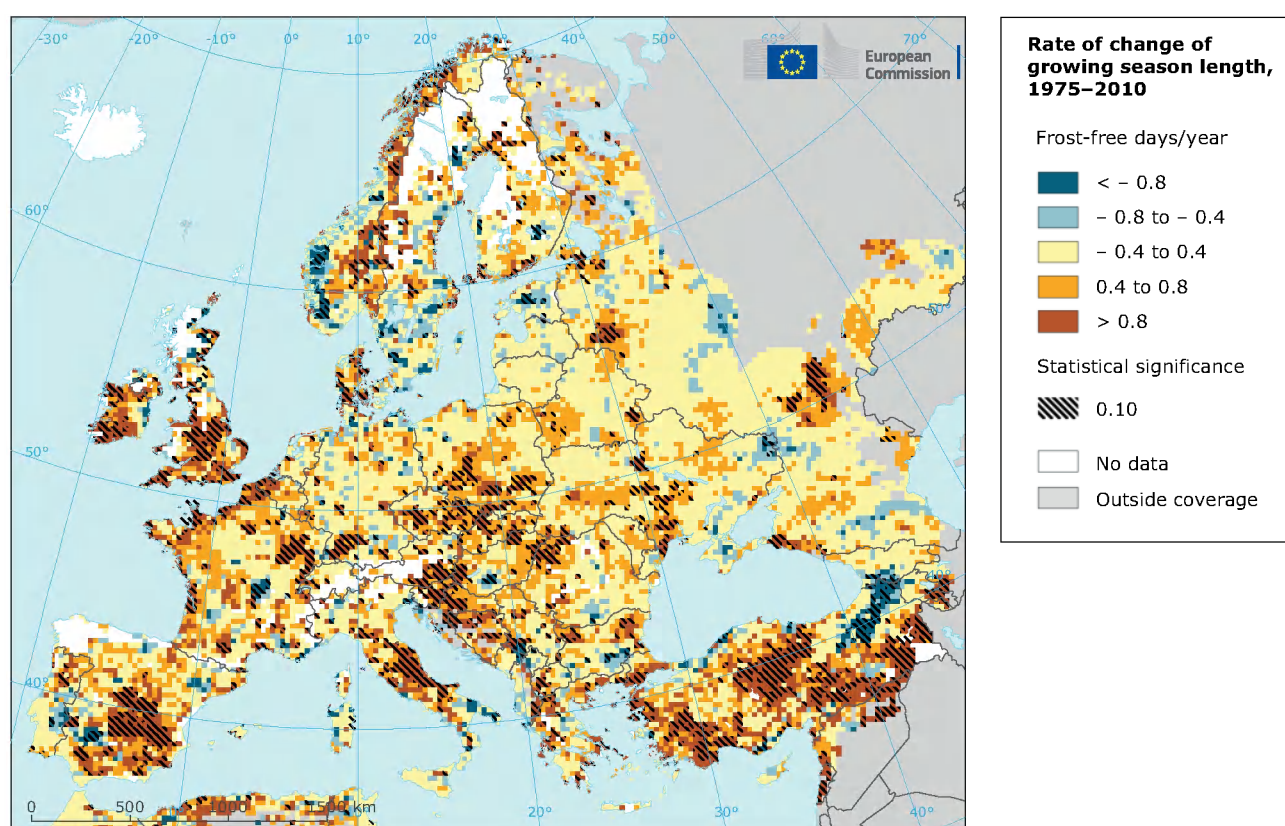 -30° -20° -10° 0° 10° 20° 30° 40° 50° 60° 70°
European
Commission
60°
50°
50°
40°
40°
0 500 1000 1500 km
20° 30° 40°
Rate of change of
growing season length,
1975–2010
Frost-free days/year
< – 0.8
– 0.8 to – 0.4
– 0.4 to 0.4
0.4 to 0.8
> 0.8
Statistical significance
0.10
No data
Outside coverage